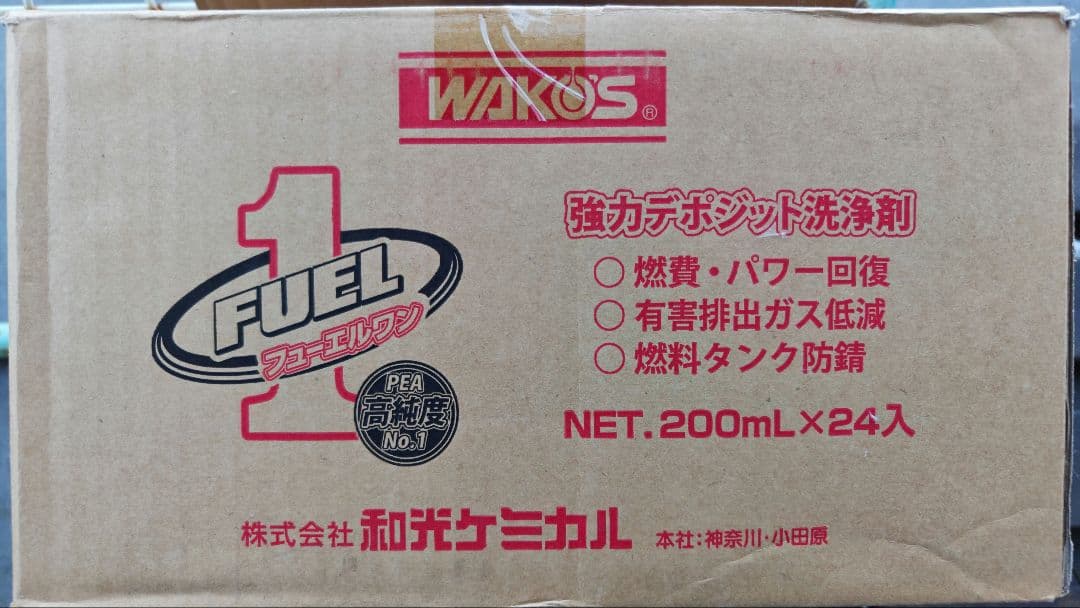 WAKO'S®
1
FUEL
フューエルワン
PEA
高純度
No.1
強力デポジット洗浄剤
○ 燃費・パワー回復
○ 有害排出ガス低減
○ 燃料タンク防錆
NET. 200mL×24入
株式会社 和光ケミカル 本社:神奈川・小田原